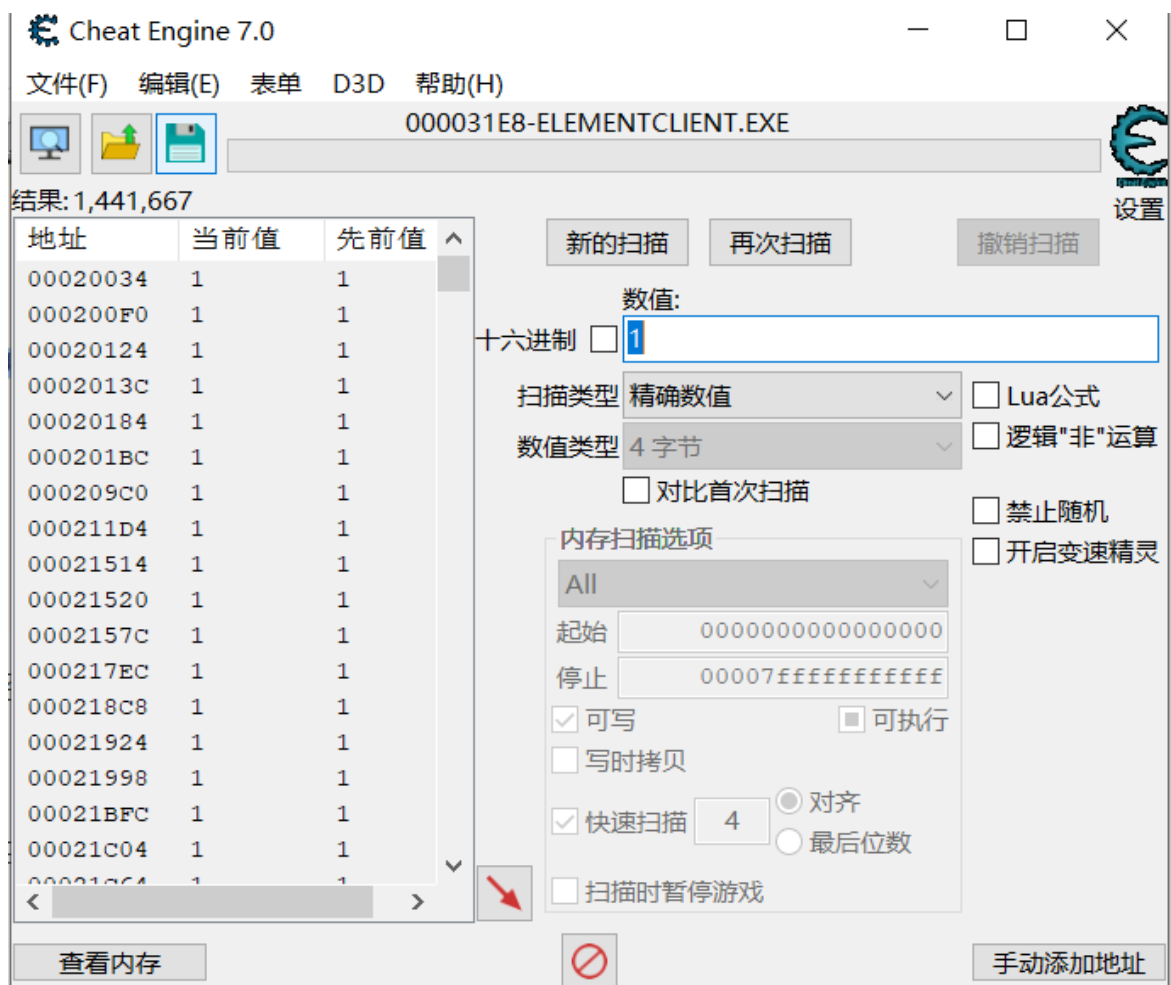 Cheat Engine 7.0
文件(F) 编辑(E) 表单 D3D 帮助(H)
000031E8-ELEMENTCLIENT.EXE
结果: 1,441,667
设置
地址 当前值 先前值
00020034 1 1
000200F0 1 1
00020124 1 1
0002013C 1 1
00020184 1 1
000201BC 1 1
000209C0 1 1
000211D4 1 1
00021514 1 1
00021520 1 1
0002157C 1 1
000217EC 1 1
000218C8 1 1
00021924 1 1
00021998 1 1
00021BFC 1 1
00021C04 1 1
新的扫描 再次扫描 撤销扫描
数值:
十六进制 1
扫描类型 精确数值 Lua公式
数值类型 4 字节 逻辑"非"运算
对比首次扫描
禁止随机
内存扫描选项
开启变速精灵
All
起始 0000000000000000
停止 00007fffffffffff
可写 可执行
写时拷贝
快速扫描 4 对齐
最后位数
扫描时暂停游戏
查看内存 手动添加地址